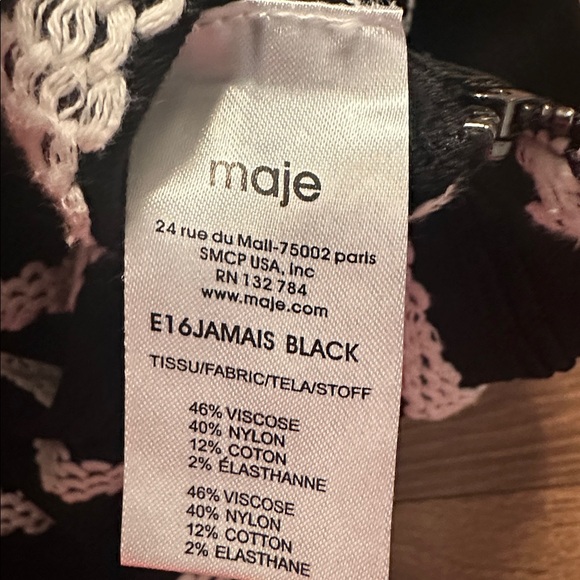 maje
24 rue du Mail-75002 paris
SMCP USA, Inc
RN 132 784
www.maje.com
E16JAMAIS BLACK
TISSU/FABRIC/TELA/STOFF
46% VISCOSE
40% NYLON
12% COTON
2% ÉLASTHANNE
46% VISCOSE
40% NYLON
12% COTTON
2% ELASTHANE